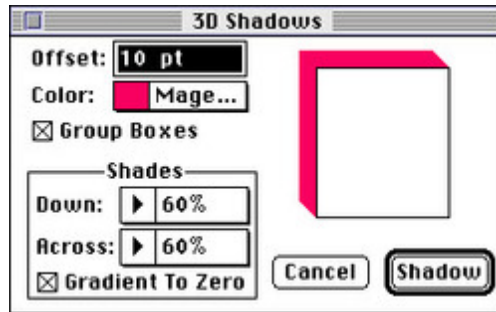 3D Shadows
Offset: 10 pt
Color: Mage...
Group Boxes
Shades
Down: 60%
Across: 60%
Gradient To Zero
Cancel Shadow